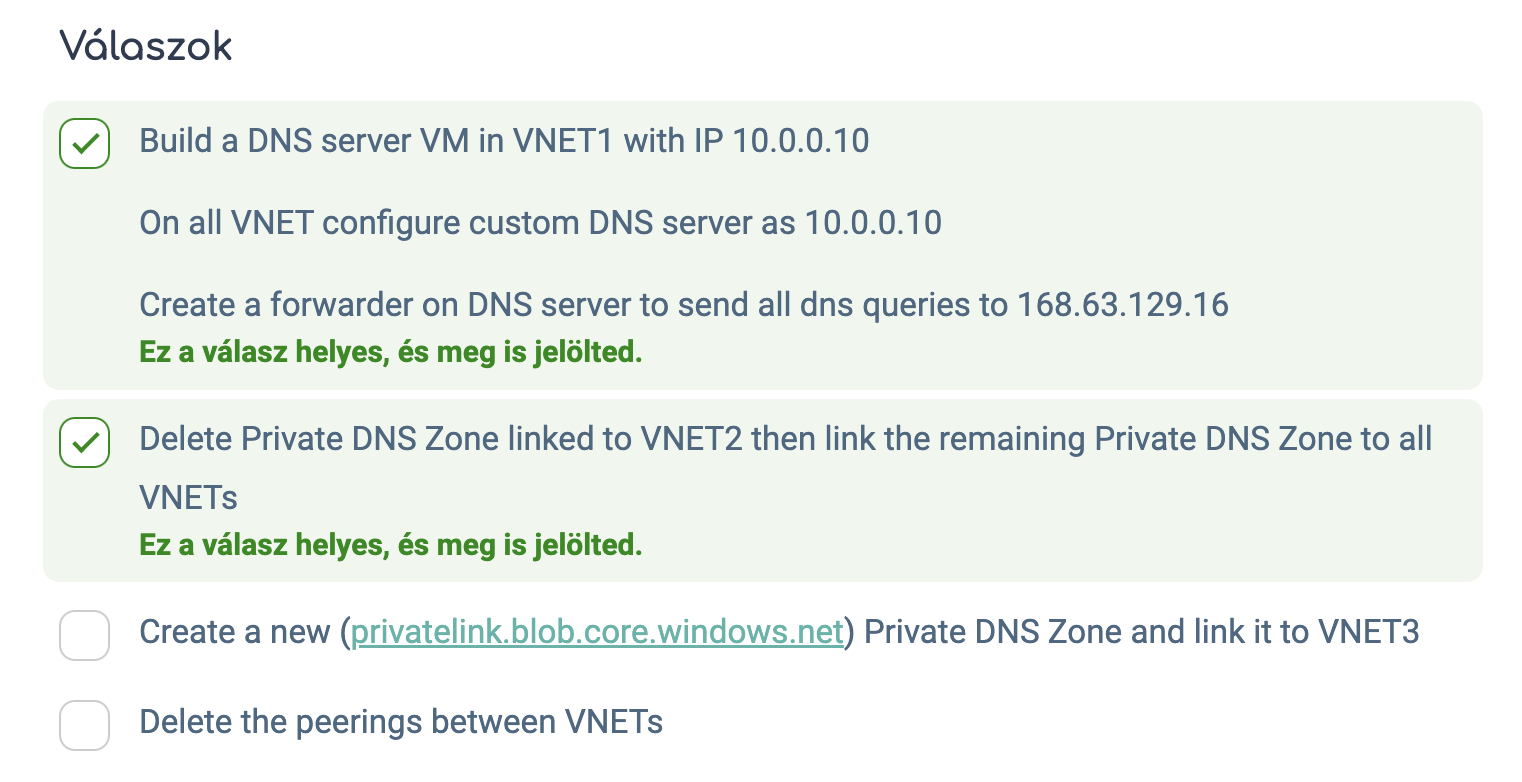 Válaszok
Build a DNS server VM in VNET1 with IP 10.0.0.10
On all VNET configure custom DNS server as 10.0.0.10
Create a forwarder on DNS server to send all dns queries to 168.63.129.16
Ez a válasz helyes, és meg is jelölted.
Delete Private DNS Zone linked to VNET2 then link the remaining Private DNS Zone to all
VNETs
Ez a válasz helyes, és meg is jelölted.
Create a new (privatelink.blob.core.windows.net) Private DNS Zone and link it to VNET3
Delete the peerings between VNETs